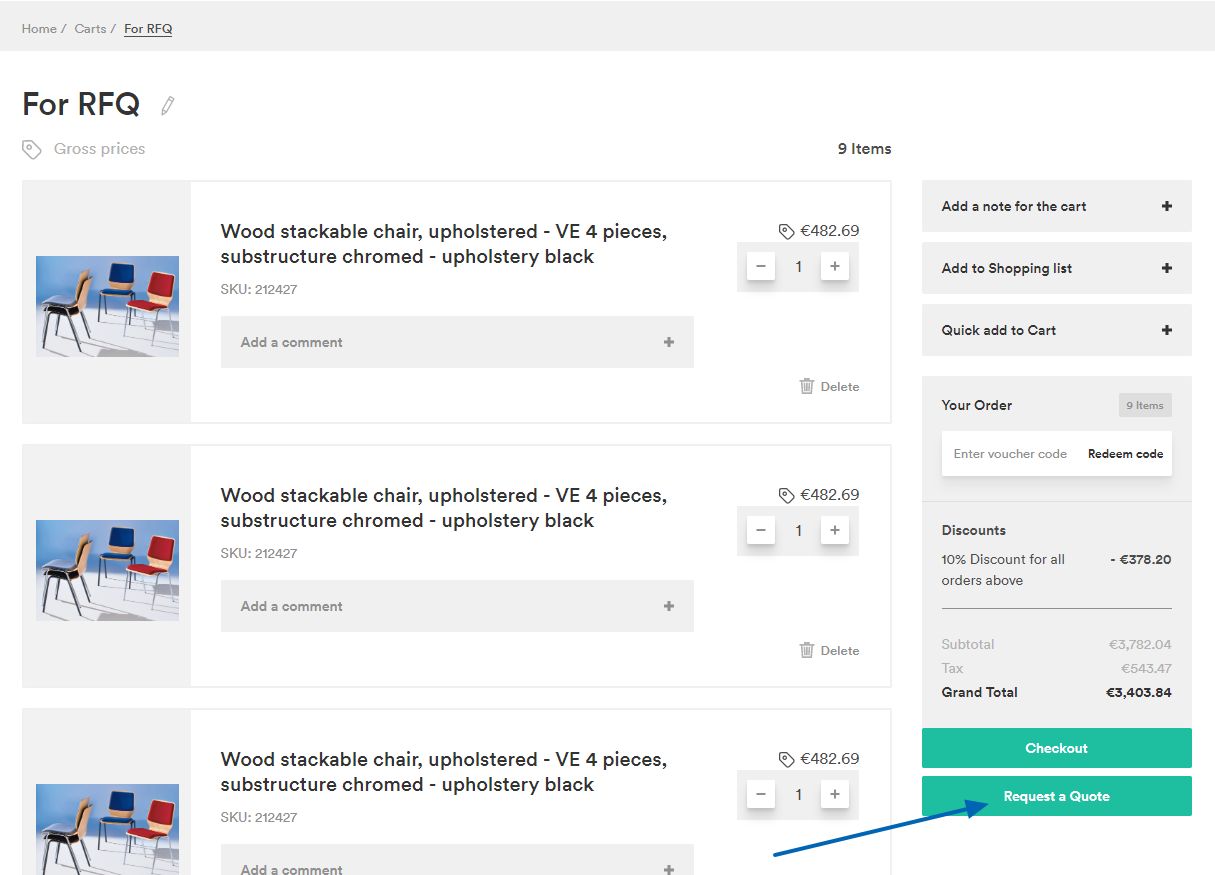 Home / Carts / For RFQ
For RFQ
Gross prices
9 Items
Wood stackable chair, upholstered - VE 4 pieces,
substructure chromed - upholstery black
SKU: 212427
€482.69
− 1 +
Add a comment +
Delete
Wood stackable chair, upholstered - VE 4 pieces,
substructure chromed - upholstery black
SKU: 212427
€482.69
− 1 +
Add a comment +
Delete
Wood stackable chair, upholstered - VE 4 pieces,
substructure chromed - upholstery black
SKU: 212427
€482.69
− 1 +
Add a comment +
Add a note for the cart +
Add to Shopping list +
Quick add to Cart +
Your Order 9 Items
Enter voucher code Redeem code
Discounts
10% Discount for all - €378.20
orders above
Subtotal €3,782.04
Tax €543.47
Grand Total €3,403.84
Checkout
Request a Quote